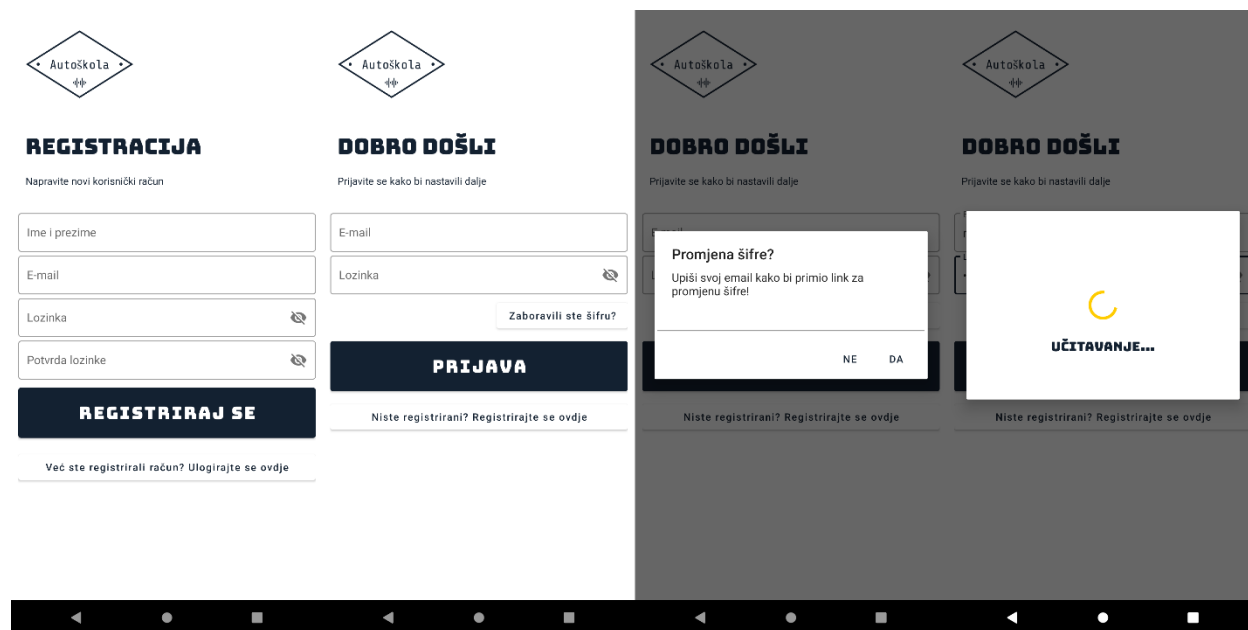 Autoškola
REGISTRACIJA
Napravite novi korisnički račun
Ime i prezime
E-mail
Lozinka
Potvrda lozinke
REGISTRIRAJ SE
Već ste registrirali račun? Ulogirajte se ovdje
Autoškola
DOBRO DOŠLI
Prijavite se kako bi nastavili dalje
E-mail
Lozinka
Zaboravili ste šifru?
PRIJAVA
Niste registrirani? Registrirajte se ovdje
Autoškola
DOBRO DOŠLI
Prijavite se kako bi nastavili dalje
Promjena šifre?
Upiši svoj email kako bi primio link za
promjenu šifre!
NE DA
Niste registrirani? Registrirajte se ovdje
Autoškola
DOBRO DOŠLI
Prijavite se kako bi nastavili dalje
UČITAVANJE...
Niste registrirani? Registrirajte se ovdje